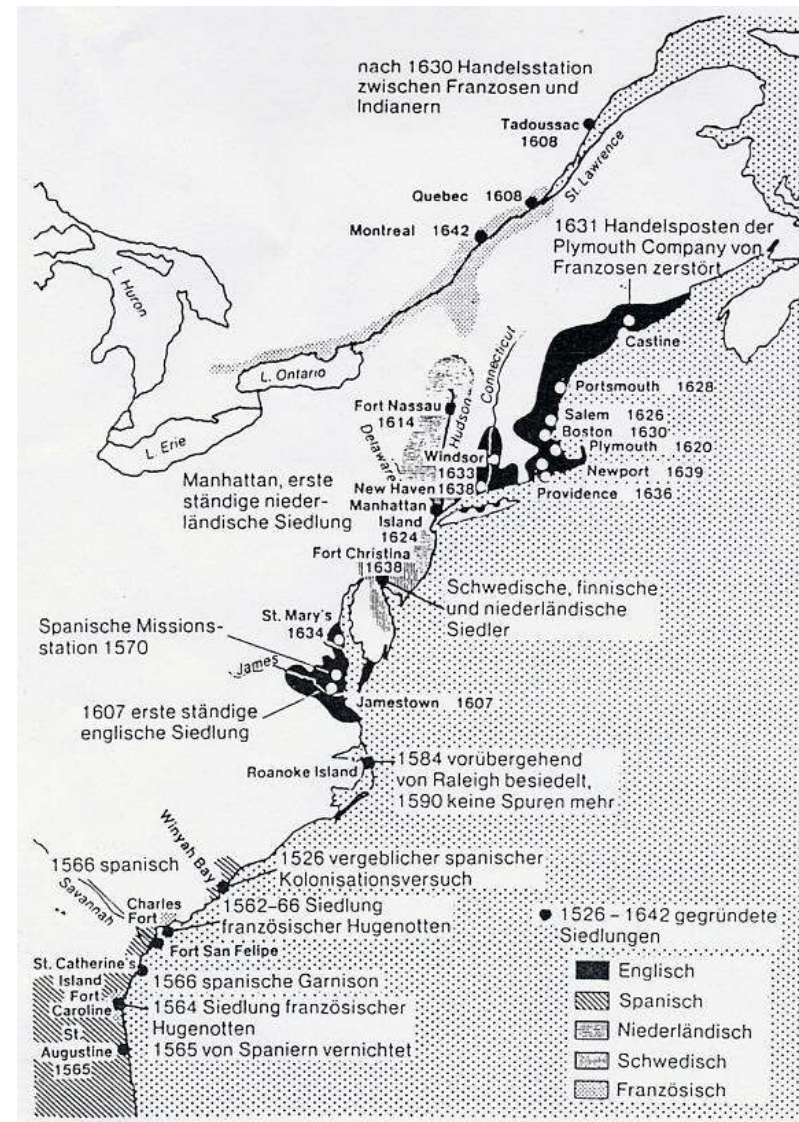 nach 1630 Handelsstation
zwischen Franzosen und
Indianern
Tadoussac
1608
St. Lawrence
Quebec 1608
Montreal 1642
1631 Handelsposten der
Plymouth Company von
Franzosen zerstört
L. Huron
Castine
L. Ontario
Connecticut
Portsmouth 1628
Hudson
Fort Nassau
1614
Salem 1626
Boston 1630
Delaware
Plymouth 1620
L. Erie
Windsor
1633
Newport 1639
Manhattan, erste
ständige nieder-
ländische Siedlung
New Haven 1638
Providence 1636
Manhattan
Island
1624
Fort Christina
1638
Schwedische, finnische
und niederländische
Siedler
St. Mary's
1634
Spanische Missions-
station 1570
James
Jamestown 1607
1607 erste ständige
englische Siedlung
Roanoke Island
1584 vorübergehend
von Raleigh besiedelt,
1590 keine Spuren mehr
Winyah Bay
1566 spanisch
1526 vergeblicher spanischer
Kolonisationsversuch
Savannah
Charles
Fort
1562–66 Siedlung
französischer Hugenotten
Fort San Felipe
St. Catherine's
Island
1566 spanische Garnison
Fort
Caroline
1564 Siedlung französischer
Hugenotten
St.
Augustine
1565
1565 von Spaniern vernichtet
1526 – 1642 gegründete
Siedlungen
Englisch
Spanisch
Niederländisch
Schwedisch
Französisch